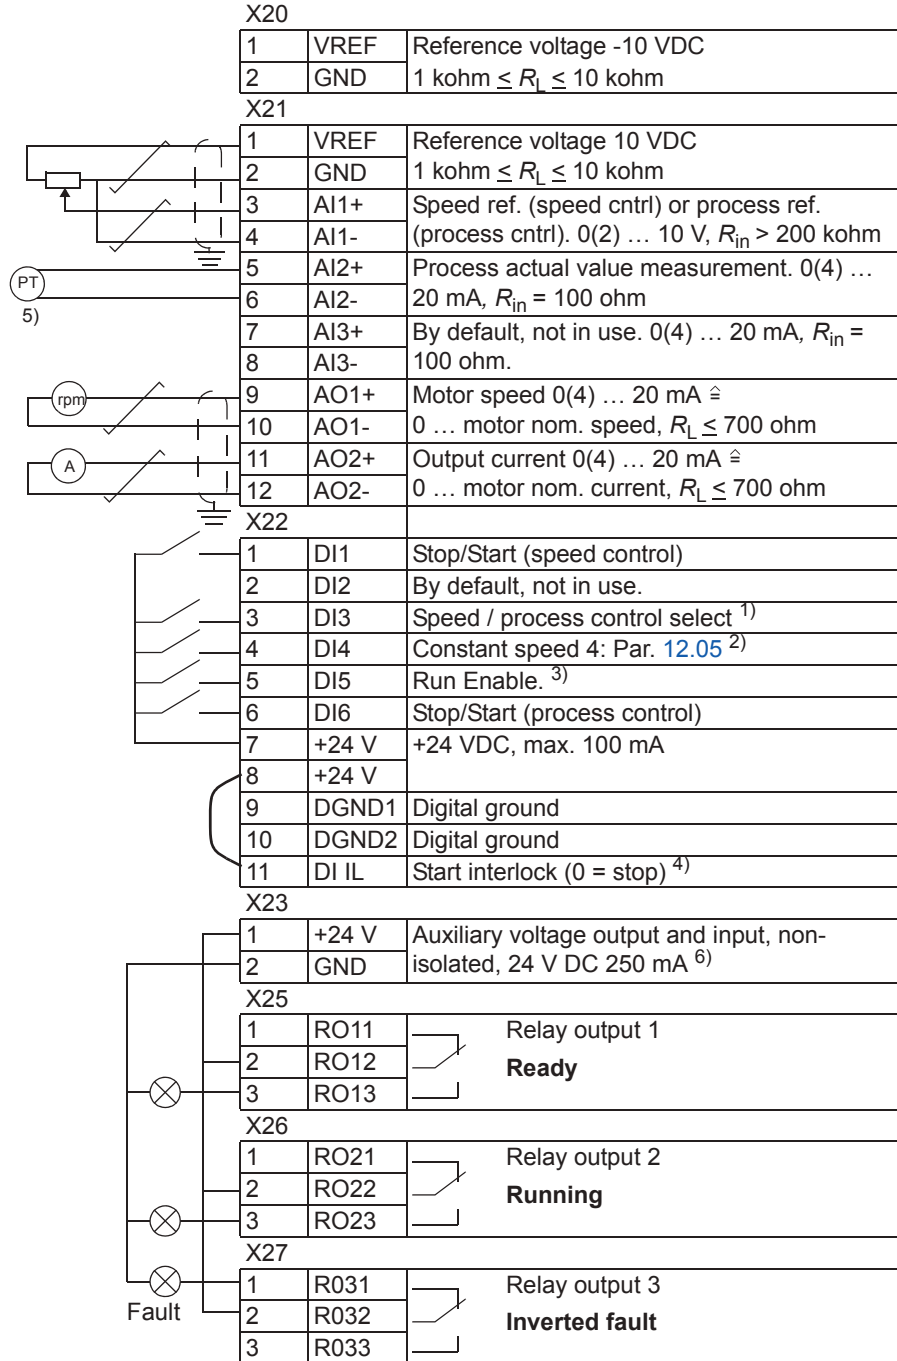 X20
1 VREF Reference voltage -10 VDC
2 GND 1 kohm ≤ RL ≤ 10 kohm
X21
1 VREF Reference voltage 10 VDC
2 GND 1 kohm ≤ RL ≤ 10 kohm
3 AI1+ Speed ref. (speed cntrl) or process ref.
4 AI1- (process cntrl). 0(2) … 10 V, Rin > 200 kohm
PT 5 AI2+ Process actual value measurement. 0(4) …
5) 6 AI2- 20 mA, Rin = 100 ohm
7 AI3+ By default, not in use. 0(4) … 20 mA, Rin =
8 AI3- 100 ohm.
rpm 9 AO1+ Motor speed 0(4) … 20 mA ≙
10 AO1- 0 … motor nom. speed, RL ≤ 700 ohm
A 11 AO2+ Output current 0(4) … 20 mA ≙
12 AO2- 0 … motor nom. current, RL ≤ 700 ohm
X22
1 DI1 Stop/Start (speed control)
2 DI2 By default, not in use.
3 DI3 Speed / process control select 1)
4 DI4 Constant speed 4: Par. 12.05 2)
5 DI5 Run Enable. 3)
6 DI6 Stop/Start (process control)
7 +24 V +24 VDC, max. 100 mA
8 +24 V
9 DGND1 Digital ground
10 DGND2 Digital ground
11 DI IL Start interlock (0 = stop) 4)
X23
1 +24 V Auxiliary voltage output and input, non-
2 GND isolated, 24 V DC 250 mA 6)
X25
1 RO11 Relay output 1
2 RO12 Ready
3 RO13
X26
1 RO21 Relay output 2
2 RO22 Running
3 RO23
X27
1 R031 Relay output 3
Fault 2 R032 Inverted fault
3 R033